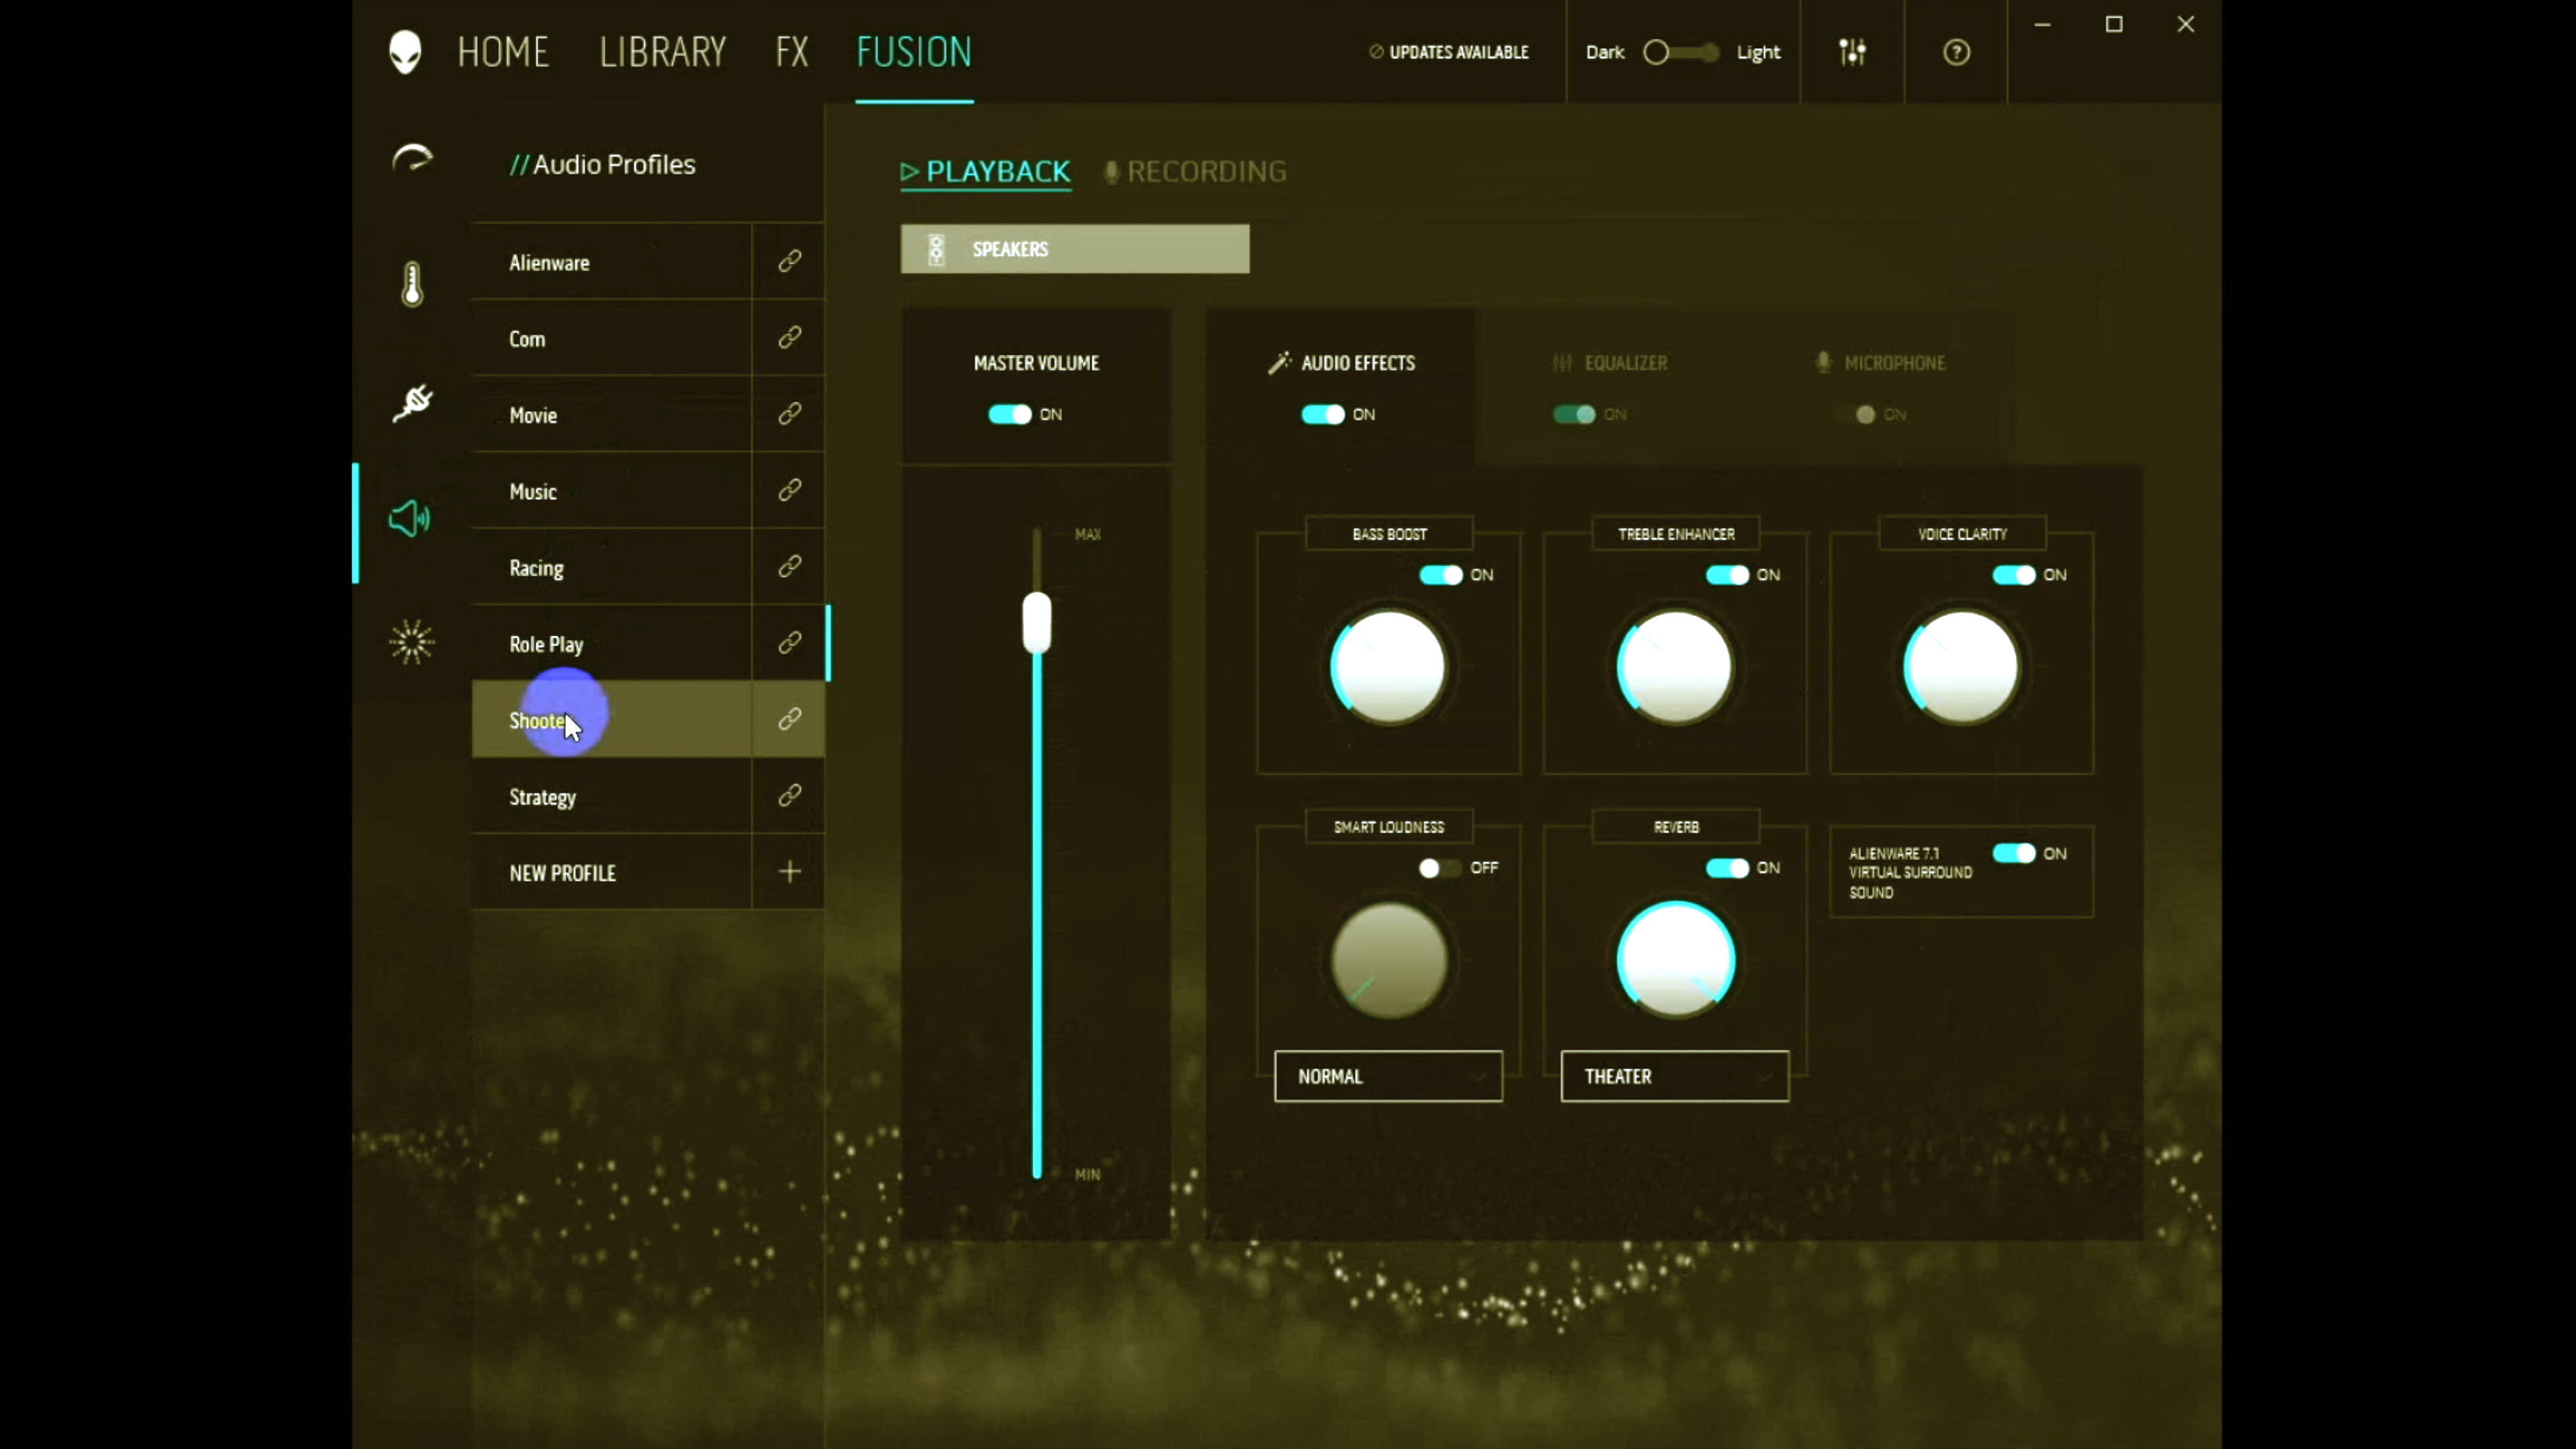 HOME LIBRARY FX FUSION
UPDATES AVAILABLE
Dark Light
// Audio Profiles
Alienware
Com
Movie
Music
Racing
Role Play
Shoote
Strategy
NEW PROFILE
PLAYBACK RECORDING
SPEAKERS
MASTER VOLUME
ON
MAX
MIN
AUDIO EFFECTS
ON
EQUALIZER
ON
MICROPHONE
ON
BASS BOOST
ON
TREBLE ENHANCER
ON
VOICE CLARITY
ON
SMART LOUDNESS
OFF
NORMAL
REVERB
ON
THEATER
ALIENWARE 7.1
VIRTUAL SURROUND
SOUND
ON